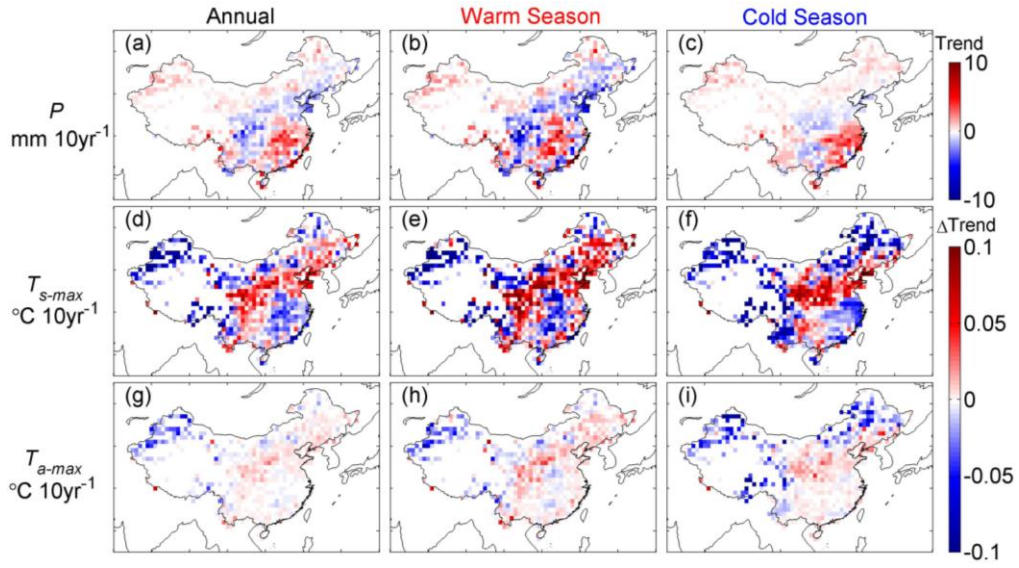 Annual Warm Season Cold Season
(a) (b) (c) Trend
P
mm 10yr⁻¹
10
0
-10
(d) (e) (f) ΔTrend
Ts-max
°C 10yr⁻¹
0.1
0.05
0
-0.05
-0.1
(g) (h) (i)
Ta-max
°C 10yr⁻¹